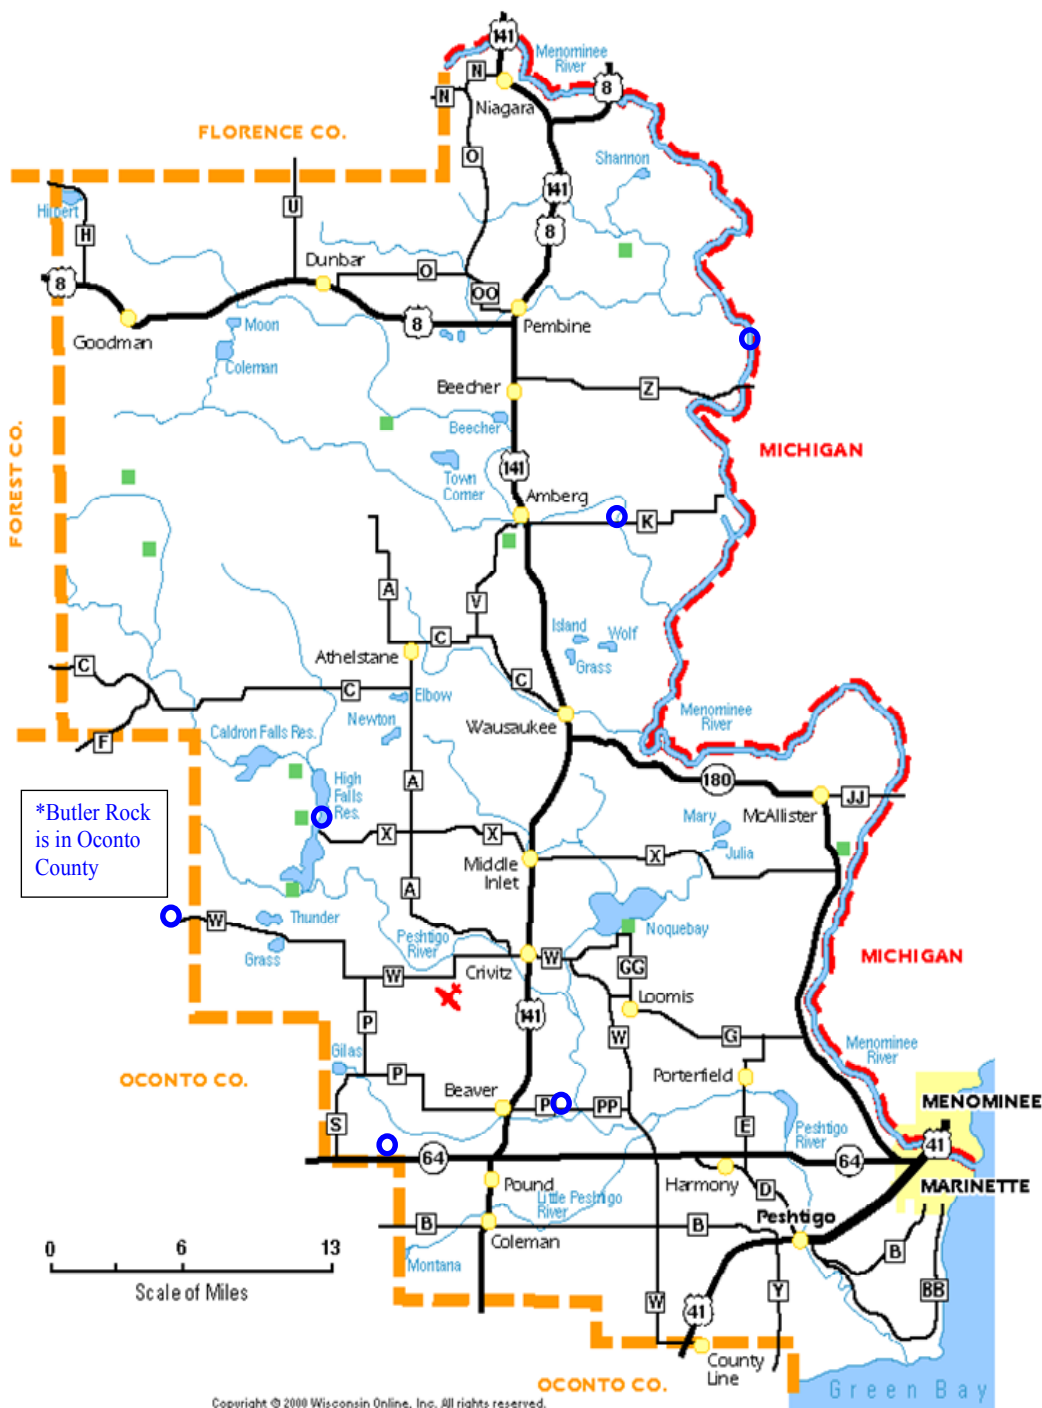 141
Menominee
River
N
8
N
Niagara
FLORENCE CO.
O
Shannon
141
U
Hilbert
H
8
Dunbar
O
8
OO
8
Pembine
Goodman
Moon
Coleman
Beecher
Z
Beecher
MICHIGAN
FOREST CO.
Town
Corner
141
Amberg
K
A
V
Island
Wolf
C
Athelstane
Grass
C
C
C
Elbow
Newton
Menominee
River
Wausaukee
Caldron Falls Res.
F
High
Falls
Res.
A
180
JJ
McAllister
Mary
*Butler Rock
is in Oconto
County
X
X
X
Julia
Middle
Inlet
A
W
Thunder
Grass
Peshtigo
River
Noquebay
W
Crivitz
W
GG
MICHIGAN
Loomis
141
P
W
G
Menominee
River
Gilas
OCONTO CO.
P
Porterfield
Beaver
P
PP
MENOMINEE
S
E
Peshtigo
River
41
64
64
Harmony
MARINETTE
Pound
D
Little Peshtigo
River
Peshtigo
B
B
Coleman
B
Montana
0 6 13
Scale of Miles
BB
Y
W
41
County
Line
OCONTO CO.
Green Bay
Copyright © 2000 Wisconsin Online, Inc. All rights reserved.